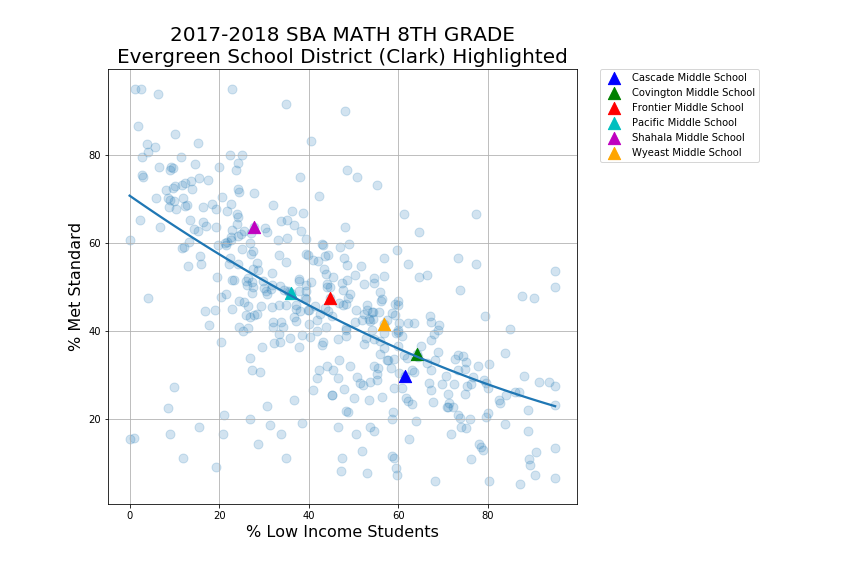 2017-2018 SBA MATH 8TH GRADE
Evergreen School District (Clark) Highlighted
Cascade Middle School
Covington Middle School
Frontier Middle School
Pacific Middle School
Shahala Middle School
Wyeast Middle School
% Met Standard
80
60
40
20
0 20 40 60 80
% Low Income Students